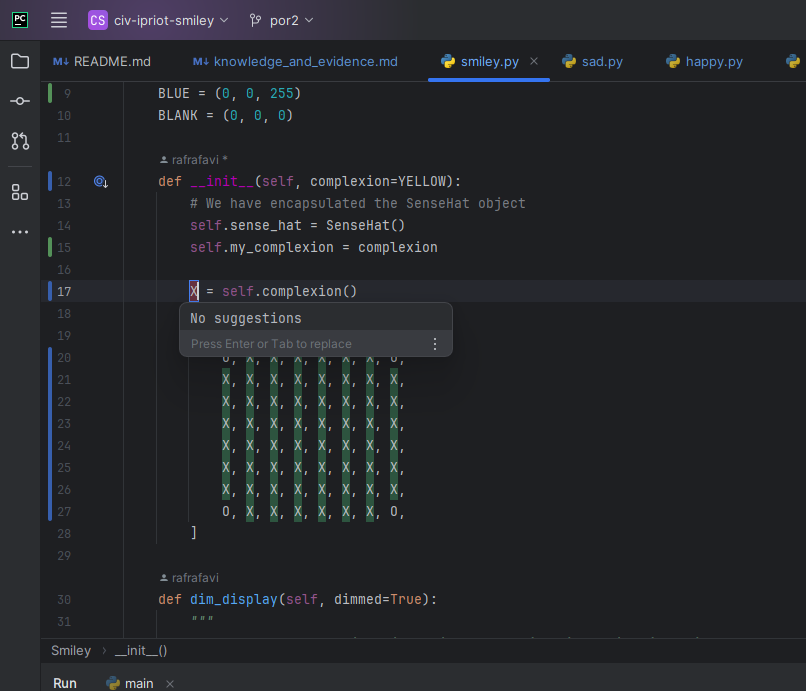 PC CS civ-ipriot-smiley por2
M↓ README.md M↓ knowledge_and_evidence.md smiley.py × sad.py happy.py
9 BLUE = (0, 0, 255)
10 BLANK = (0, 0, 0)
11
rafrafavi *
12 def __init__(self, complexion=YELLOW):
13 # We have encapsulated the SenseHat object
14 self.sense_hat = SenseHat()
15 self.my_complexion = complexion
16
17 X = self.complexion()
18 No suggestions
19 Press Enter or Tab to replace
20 O, X, X, X, X, X, X, O,
21 X, X, X, X, X, X, X, X,
22 X, X, X, X, X, X, X, X,
23 X, X, X, X, X, X, X, X,
24 X, X, X, X, X, X, X, X,
25 X, X, X, X, X, X, X, X,
26 X, X, X, X, X, X, X, X,
27 O, X, X, X, X, X, X, O,
28 ]
29
rafrafavi
30 def dim_display(self, dimmed=True):
31 """
Smiley › __init__()
Run main ×